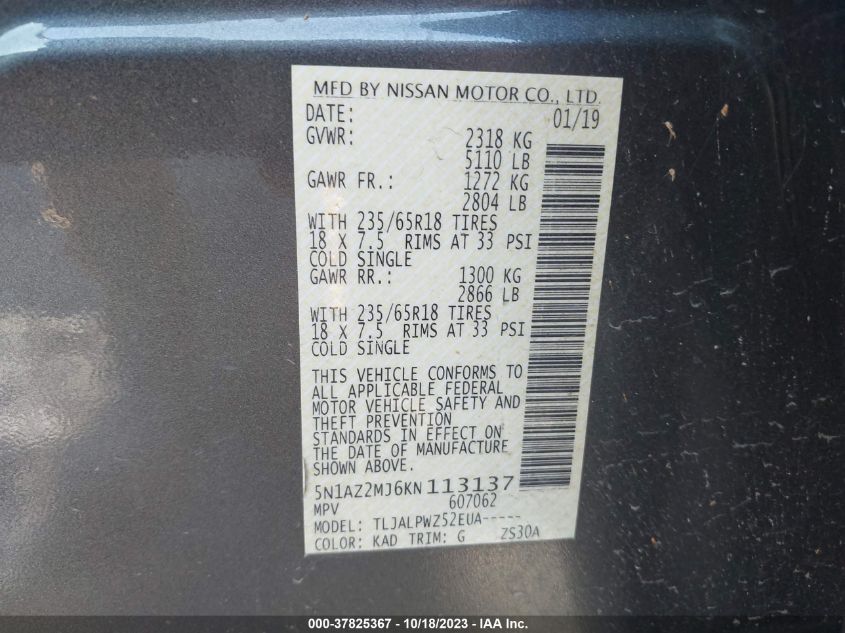 MFD BY NISSAN MOTOR CO., LTD.
DATE: 01/19
GVWR: 2318 KG
5110 LB
GAWR FR.: 1272 KG
2804 LB
WITH 235/65R18 TIRES
18 X 7.5 RIMS AT 33 PSI
COLD SINGLE
GAWR RR.: 1300 KG
2866 LB
WITH 235/65R18 TIRES
18 X 7.5 RIMS AT 33 PSI
COLD SINGLE
THIS VEHICLE CONFORMS TO
ALL APPLICABLE FEDERAL
MOTOR VEHICLE SAFETY AND
THEFT PREVENTION
STANDARDS IN EFFECT ON
THE DATE OF MANUFACTURE
SHOWN ABOVE.
5N1AZ2MJ6KN 113137
MPV 607062
MODEL: TLJALPWZ52EUA-----
COLOR: KAD TRIM: G ZS30A
000-37825367 - 10/18/2023 - IAA Inc.